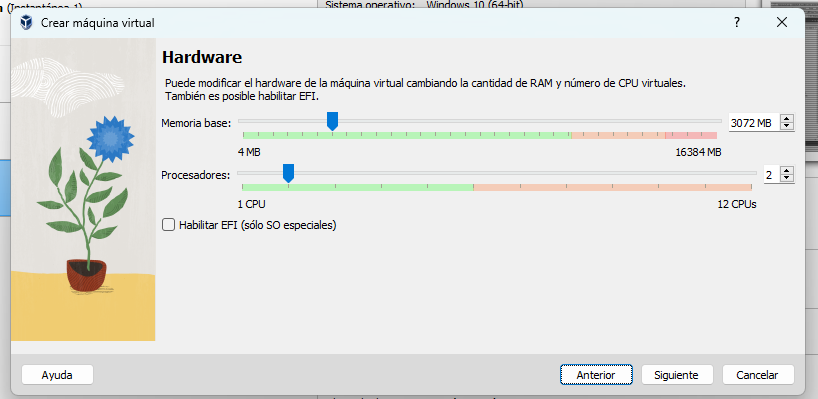 (Instantánea 1)
Sistema operativo: Windows 10 (64-bit)
Crear máquina virtual
Hardware
Puede modificar el hardware de la máquina virtual cambiando la cantidad de RAM y número de CPU virtuales.
También es posible habilitar EFI.
Memoria base: 3072 MB
4 MB 16384 MB
Procesadores: 2
1 CPU 12 CPUs
Habilitar EFI (sólo SO especiales)
Ayuda Anterior Siguiente Cancelar